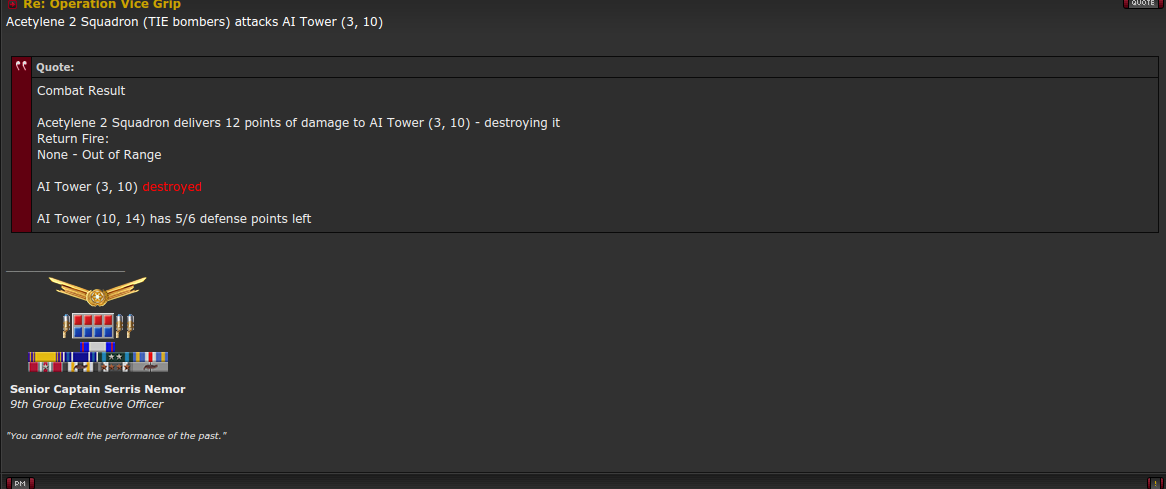 Re: Operation Vice Grip
QUOTE
Acetylene 2 Squadron (TIE bombers) attacks AI Tower (3, 10)
Quote:
Combat Result
Acetylene 2 Squadron delivers 12 points of damage to AI Tower (3, 10) - destroying it
Return Fire:
None - Out of Range
AI Tower (3, 10) destroyed
AI Tower (10, 14) has 5/6 defense points left
Senior Captain Serris Nemor
9th Group Executive Officer
"You cannot edit the performance of the past."
PM
!